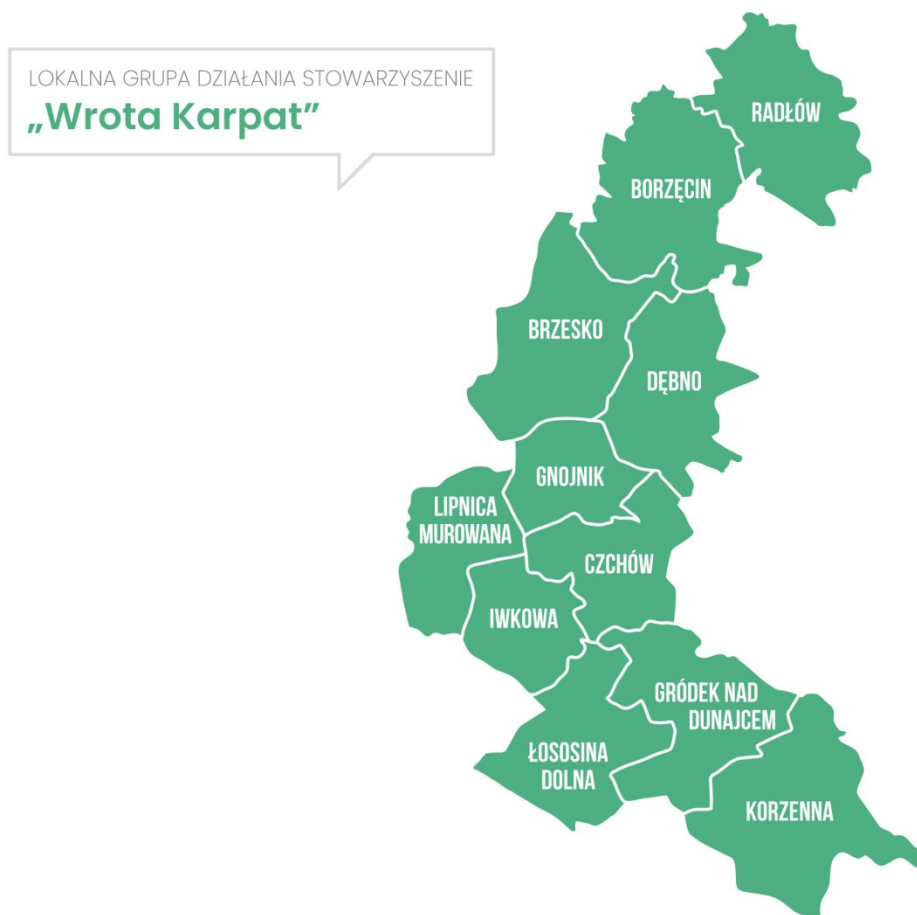 LOKALNA GRUPA DZIAŁANIA STOWARZYSZENIE
„Wrota Karpat”
RADŁÓW
BORZĘCIN
BRZESKO
DĘBNO
GNOJNIK
LIPNICA
MUROWANA
CZCHÓW
IWKOWA
GRÓDEK NAD
DUNAJCEM
ŁOSOSINA
DOLNA
KORZENNA